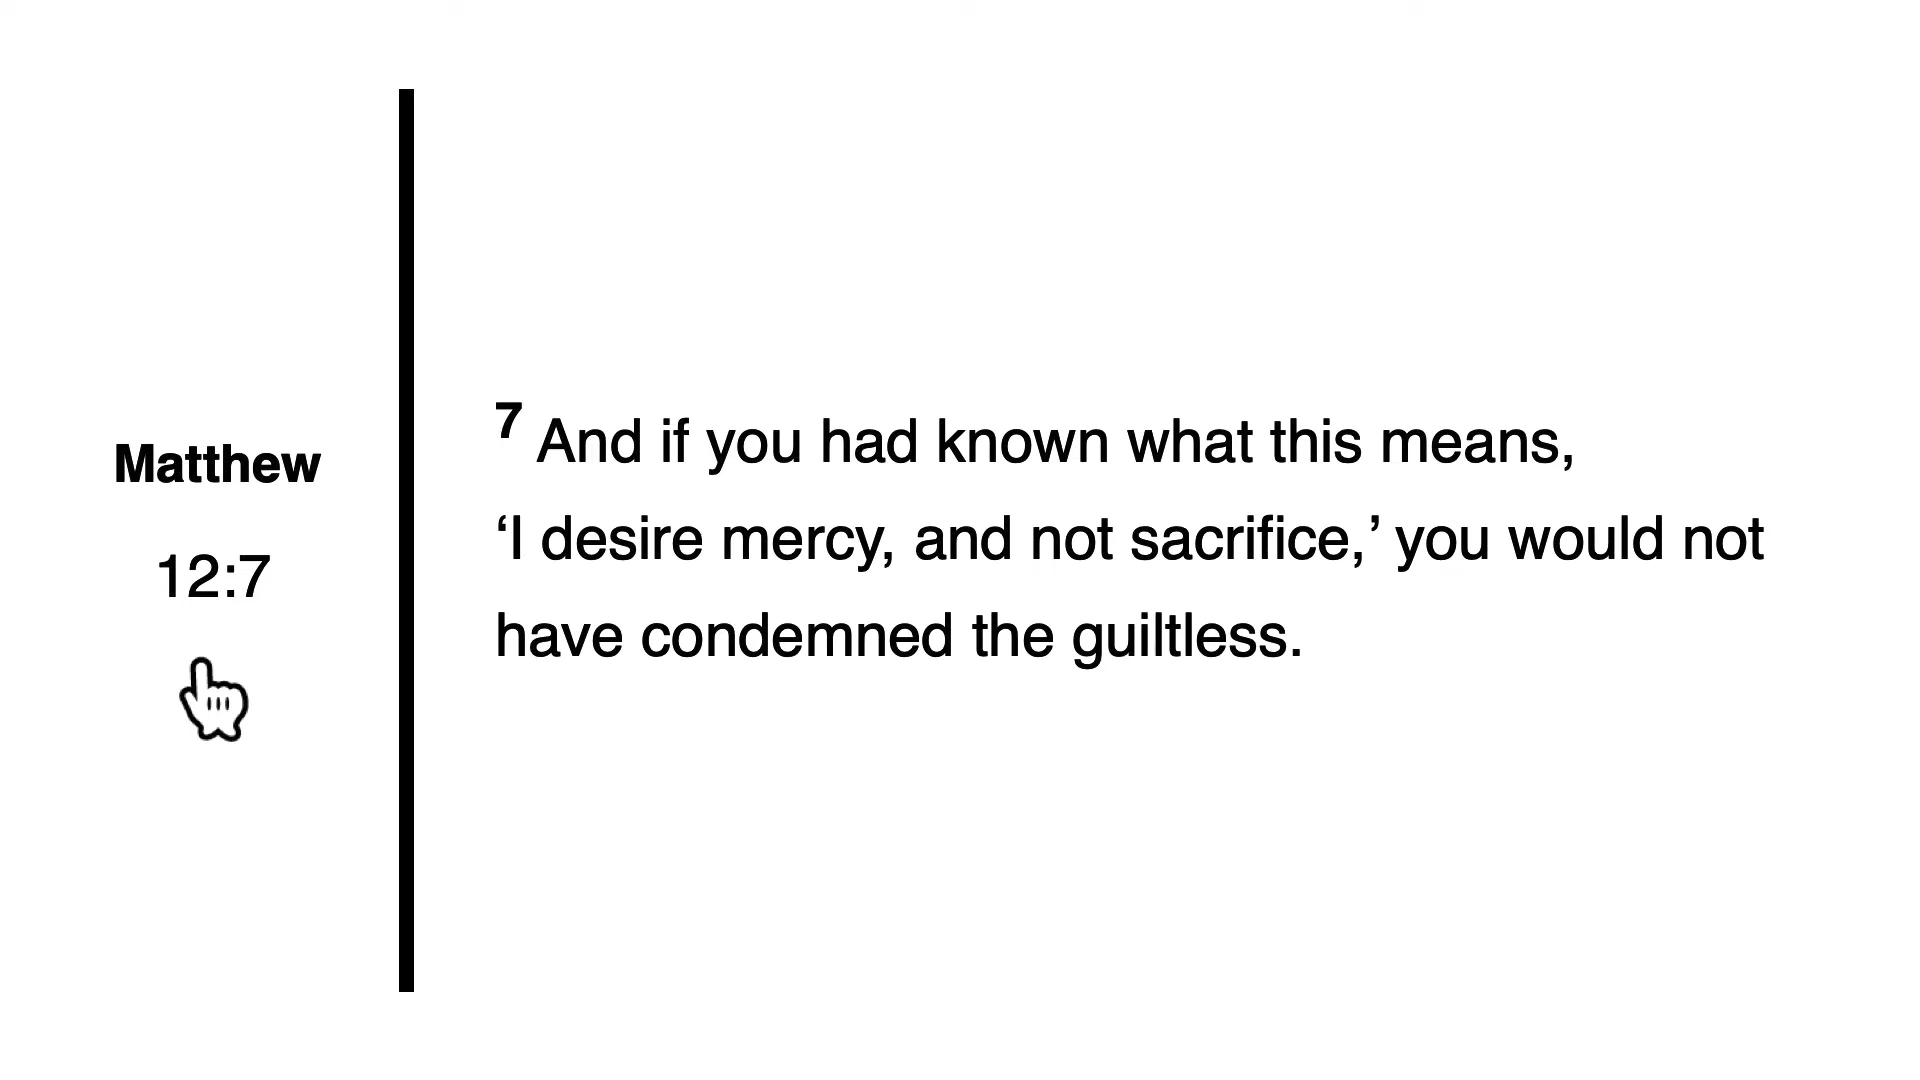 Matthew
12:7
7 And if you had known what this means,
‘I desire mercy, and not sacrifice,’ you would not
have condemned the guiltless.